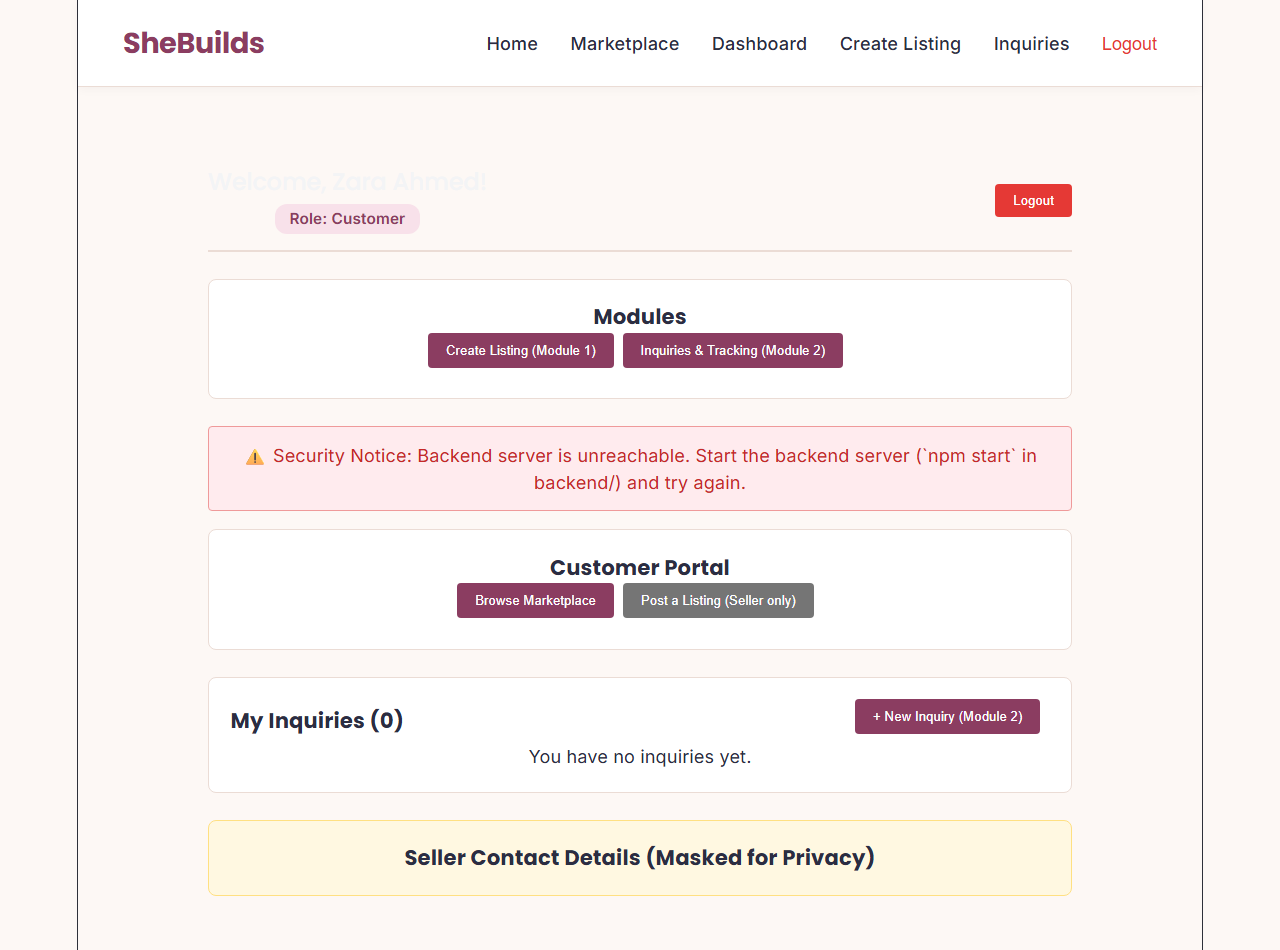 SheBuilds
Home Marketplace Dashboard Create Listing Inquiries Logout
Welcome, Zara Ahmed!
Role: Customer
Logout
Modules
Create Listing (Module 1) Inquiries & Tracking (Module 2)
⚠️ Security Notice: Backend server is unreachable. Start the backend server (`npm start` in
backend/) and try again.
Customer Portal
Browse Marketplace Post a Listing (Seller only)
My Inquiries (0)
+ New Inquiry (Module 2)
You have no inquiries yet.
Seller Contact Details (Masked for Privacy)